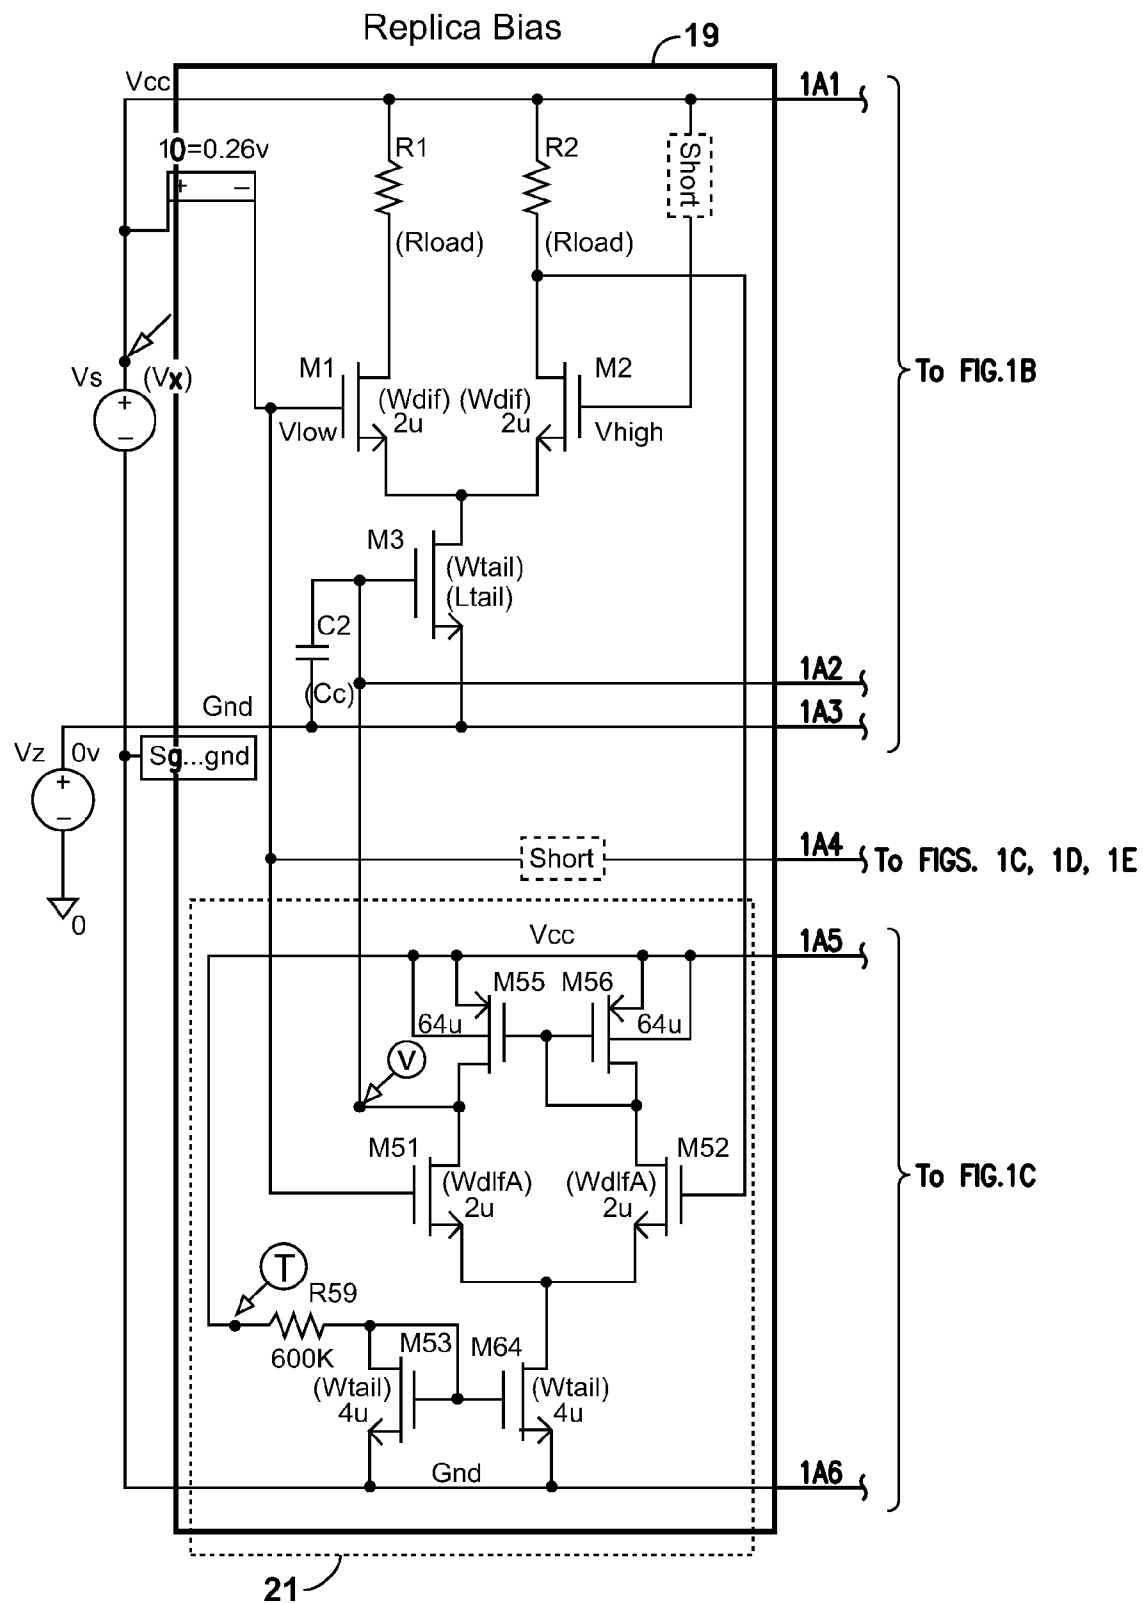 Replica Bias
19
Vcc
1A1
10=0.26v
+ –
R1
R2
Short
(Rload)
(Rload)
Vs
(Vx)
+
–
M1
M2
(Wdif)
2u
(Wdif)
2u
Vlow
Vhigh
To FIG.1B
M3
(Wtail)
(Ltail)
C2
(Cc)
1A2
Gnd
1A3
Vz
0v
Sg...gnd
+
–
0
Short
1A4
To FIGS. 1C, 1D, 1E
Vcc
1A5
M55
M56
64u
64u
V
M51
M52
(WdlfA)
2u
(WdlfA)
2u
To FIG.1C
T
R59
600K
M53
M64
(Wtail)
4u
(Wtail)
4u
Gnd
1A6
21